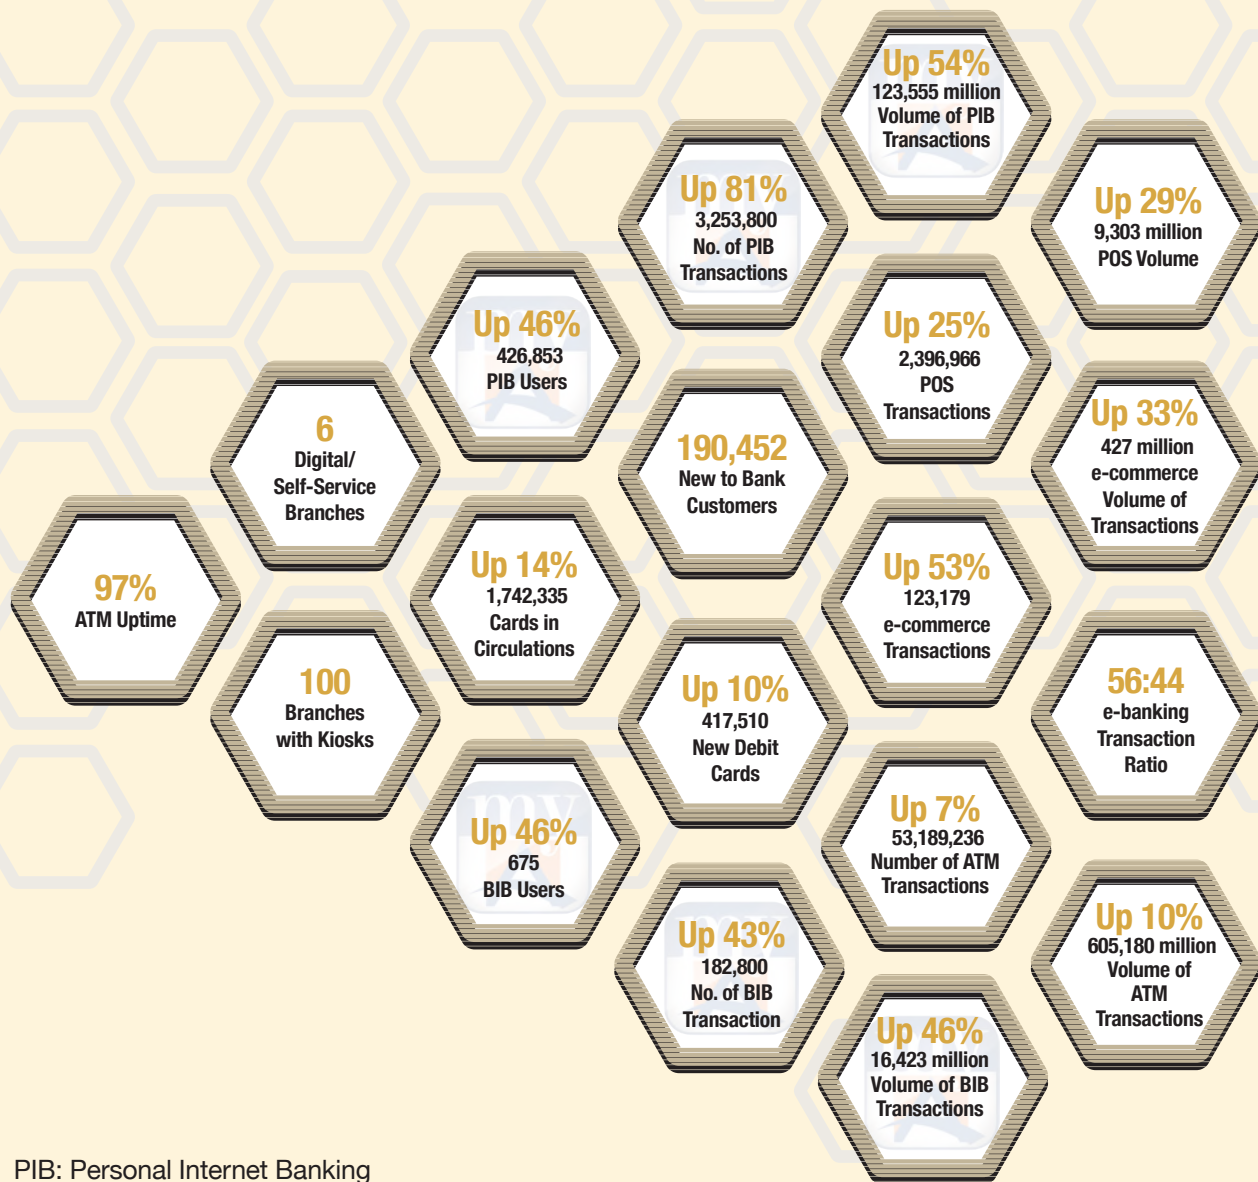 Up 54%
123,555 million
Volume of PIB
Transactions
Up 81%
3,253,800
No. of PIB
Transactions
Up 29%
9,303 million
POS Volume
Up 46%
426,853
PIB Users
Up 25%
2,396,966
POS
Transactions
6
Digital/
Self-Service
Branches
190,452
New to Bank
Customers
Up 33%
427 million
e-commerce
Volume of
Transactions
97%
ATM Uptime
Up 14%
1,742,335
Cards in
Circulations
Up 53%
123,179
e-commerce
Transactions
100
Branches
with Kiosks
Up 10%
417,510
New Debit
Cards
56:44
e-banking
Transaction
Ratio
my
Up 46%
675
BIB Users
Up 7%
53,189,236
Number of ATM
Transactions
Up 43%
182,800
No. of BIB
Transaction
Up 10%
605,180 million
Volume of
ATM
Transactions
Up 46%
16,423 million
Volume of BIB
Transactions
PIB: Personal Internet Banking